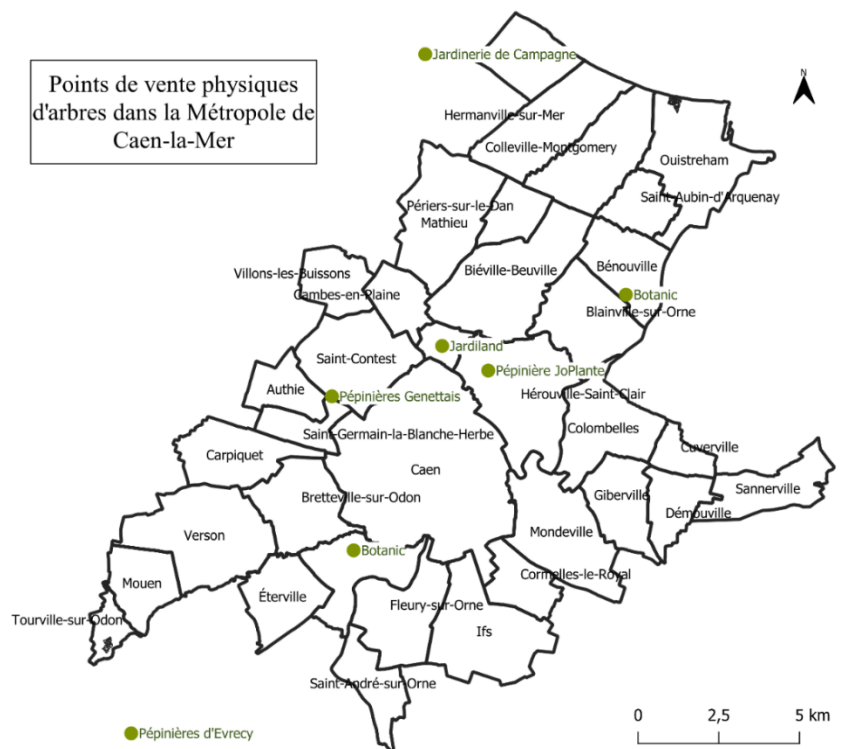 Points de vente physiques
d'arbres dans la Métropole de
Caen-la-Mer
Jardinerie de Campagne
N
Hermanville-sur-Mer
Colleville-Montgomery
Ouistreham
Saint-Aubin-d'Arquenay
Périers-sur-le-Dan
Mathieu
Villons-les-Buissons
Cambes-en-Plaine
Biéville-Beuville
Bénouville
Botanic
Blainville-sur-Orne
Saint-Contest
Jardiland
Pépinière JoPlante
Authie
Pépinières Genettais
Hérouville-Saint-Clair
Saint-Germain-la-Blanche-Herbe
Colombelles
Cuverville
Carpiquet
Caen
Sannerville
Bretteville-sur-Odon
Giberville
Démouville
Verson
Mondeville
Botanic
Mouen
Éterville
Cormelles-le-Royal
Tourville-sur-Odon
Fleury-sur-Orne
Ifs
Saint-André-sur-Orne
Pépinières d'Evrecy
0 2,5 5 km